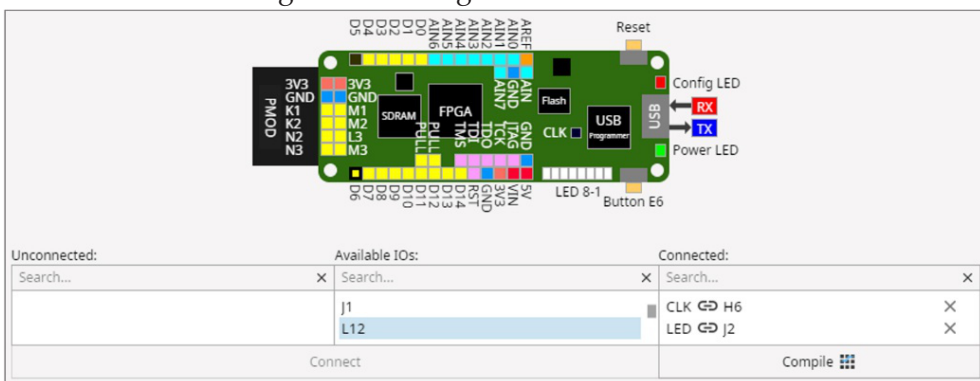 D5 D4 D3 D2 D1 D0 AIN6 AIN5 AIN4 AIN3 AIN2 AIN1 AIN0 AREF
Reset
AIN7 GND AIN
Config LED
PMOD
3V3 3V3
GND GND
K1 M1
K2 M2
N2 L3
N3 M3
SDRAM
FPGA
Flash
CLK
USB
Programmer
USB
RX
TX
Power LED
PULL PULL TMS TDI TDO TCK JTAG GND
D6 D7 D8 D9 D10 D11 D12 D13 D14 RST GND 3V3 VIN 5V
LED 8-1
Button E6
Unconnected: Available IOs: Connected:
Search... × Search... × Search... ×
J1 CLK H6 ×
L12 LED J2 ×
Connect Compile